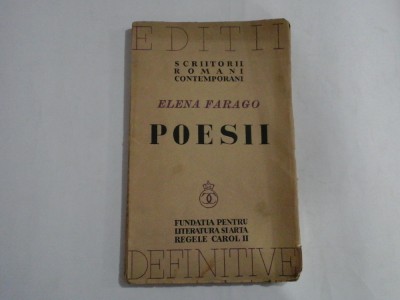 EDITII
SCRIITORII
ROMANI
CONTEMPORANI
ELENA FARAGO
POESII
FUNDATIA PENTRU
LITERATURA SI ARTA
REGELE CAROL II
DEFINITIVE